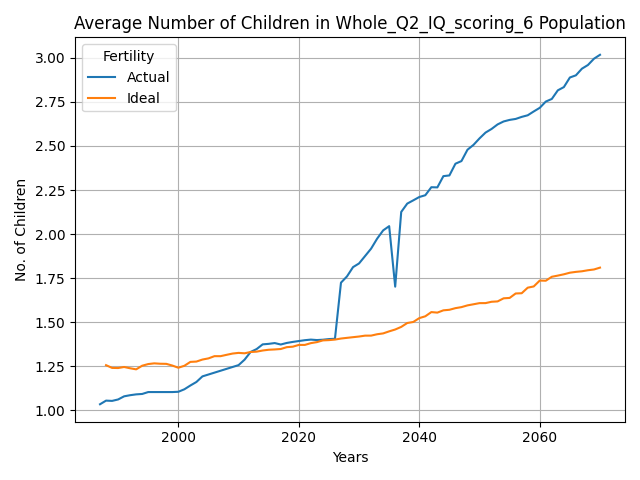 Average Number of Children in Whole_Q2_IQ_scoring_6 Population
Fertility
Actual
Ideal
3.00
2.75
2.50
2.25
2.00
1.75
1.50
1.25
1.00
No. of Children
2000
2020
2040
2060
Years